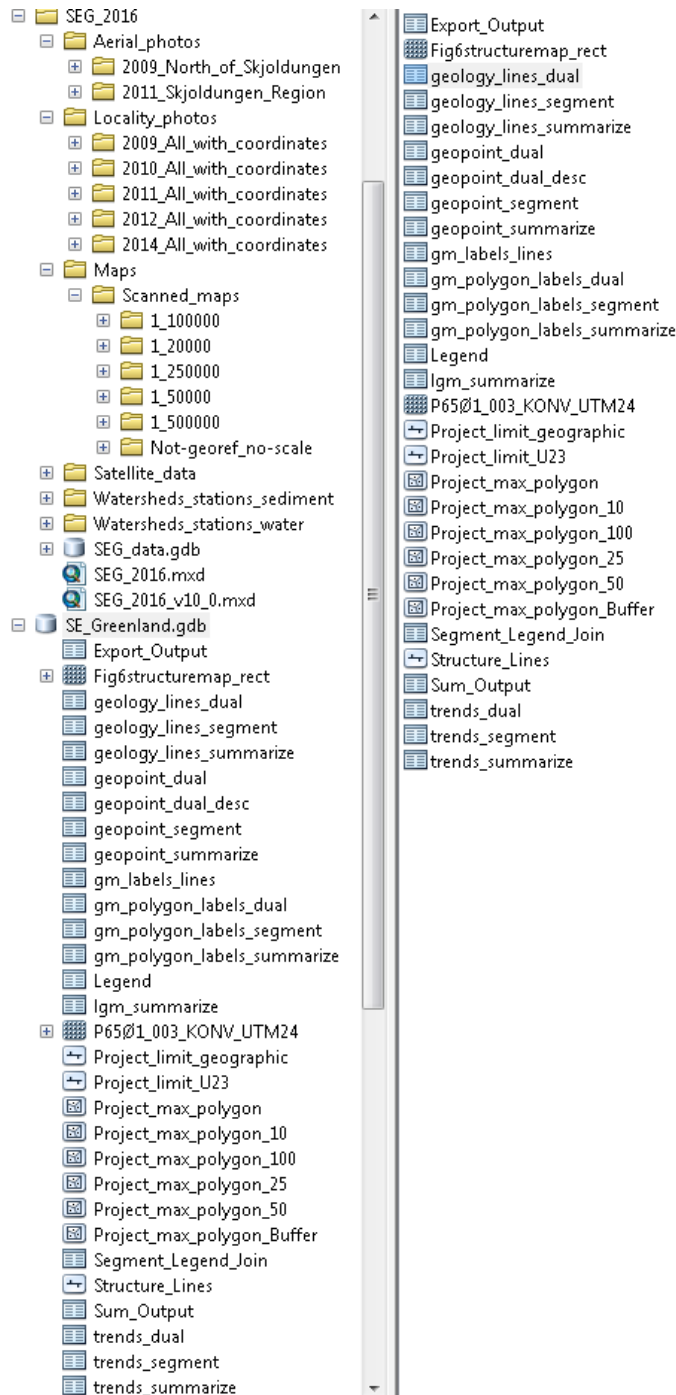 SEG_2016
Aerial_photos
2009_North_of_Skjoldungen
2011_Skjoldungen_Region
Locality_photos
2009_All_with_coordinates
2010_All_with_coordinates
2011_All_with_coordinates
2012_All_with_coordinates
2014_All_with_coordinates
Maps
Scanned_maps
1_100000
1_20000
1_250000
1_50000
1_500000
Not-georef_no-scale
Satellite_data
Watersheds_stations_sediment
Watersheds_stations_water
SEG_data.gdb
SEG_2016.mxd
SEG_2016_v10_0.mxd
SE_Greenland.gdb
Export_Output
Fig6structuremap_rect
geology_lines_dual
geology_lines_segment
geology_lines_summarize
geopoint_dual
geopoint_dual_desc
geopoint_segment
geopoint_summarize
gm_labels_lines
gm_polygon_labels_dual
gm_polygon_labels_segment
gm_polygon_labels_summarize
Legend
lgm_summarize
P65Ø1_003_KONV_UTM24
Project_limit_geographic
Project_limit_U23
Project_max_polygon
Project_max_polygon_10
Project_max_polygon_100
Project_max_polygon_25
Project_max_polygon_50
Project_max_polygon_Buffer
Segment_Legend_Join
Structure_Lines
Sum_Output
trends_dual
trends_segment
trends_summarize
Export_Output
Fig6structuremap_rect
geology_lines_dual
geology_lines_segment
geology_lines_summarize
geopoint_dual
geopoint_dual_desc
geopoint_segment
geopoint_summarize
gm_labels_lines
gm_polygon_labels_dual
gm_polygon_labels_segment
gm_polygon_labels_summarize
Legend
lgm_summarize
P65Ø1_003_KONV_UTM24
Project_limit_geographic
Project_limit_U23
Project_max_polygon
Project_max_polygon_10
Project_max_polygon_100
Project_max_polygon_25
Project_max_polygon_50
Project_max_polygon_Buffer
Segment_Legend_Join
Structure_Lines
Sum_Output
trends_dual
trends_segment
trends_summarize